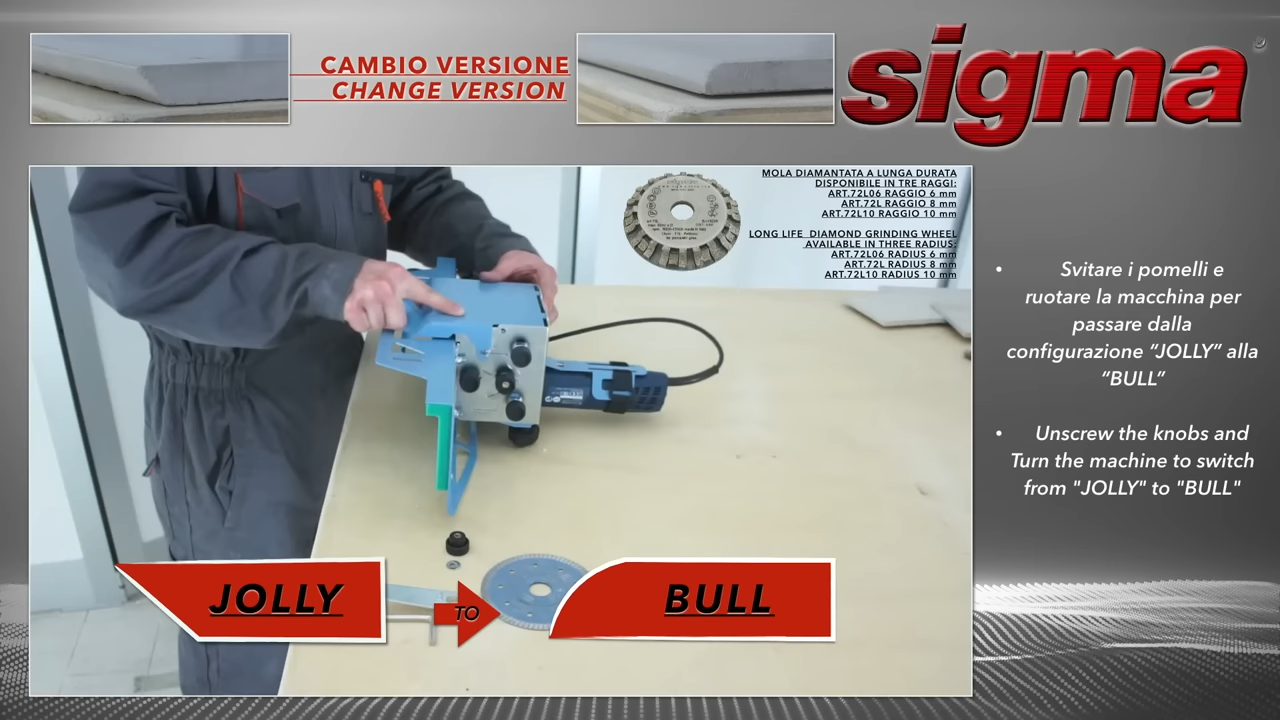 CAMBIO VERSIONE
CHANGE VERSION
sigma
MOLA DIAMANTATA A LUNGA DURATA
DISPONIBILE IN TRE RAGGI:
ART.72L06 RAGGIO 6 mm
ART.72L RAGGIO 8 mm
ART.72L10 RAGGIO 10 mm
LONG LIFE DIAMOND GRINDING WHEEL
AVAILABLE IN THREE RADIUS:
ART.72L06 RADIUS 6 mm
ART.72L RADIUS 8 mm
ART.72L10 RADIUS 10 mm
• Svitare i pomelli e
ruotare la macchina per
passare dalla
configurazione “JOLLY” alla
“BULL”
• Unscrew the knobs and
Turn the machine to switch
from "JOLLY" to "BULL"
JOLLY
TO
BULL